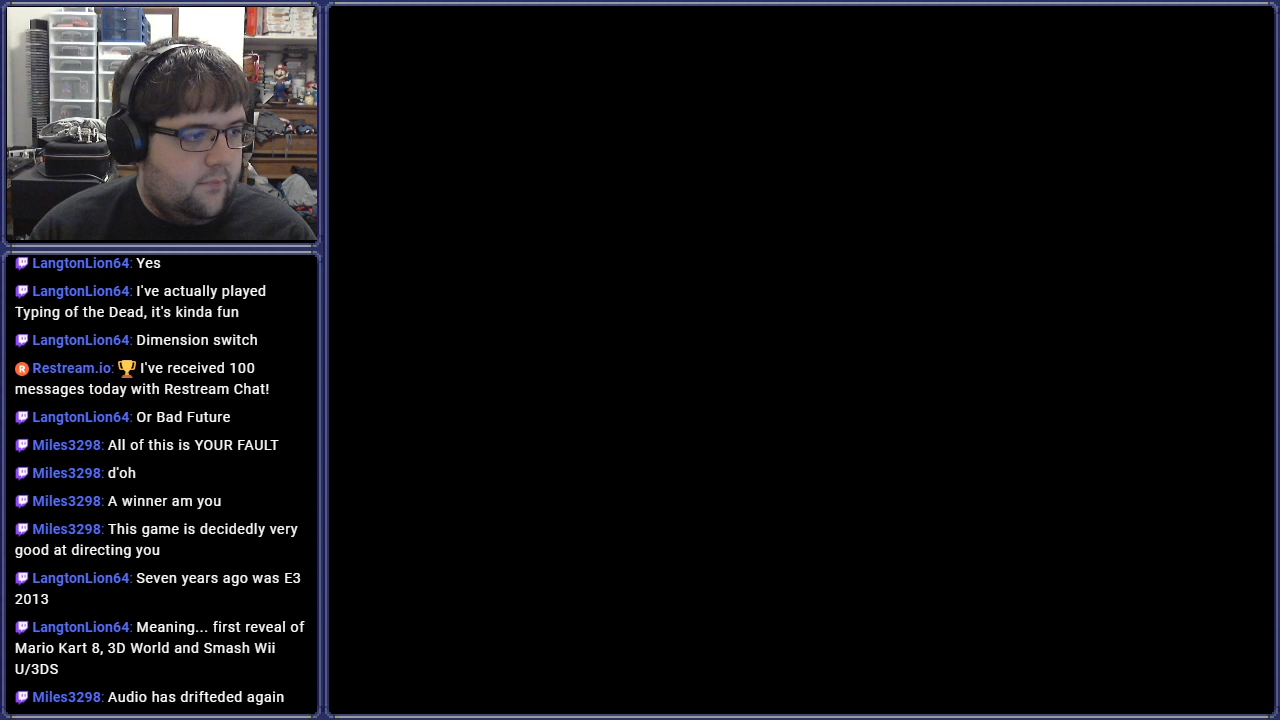 LangtonLion64: Yes
LangtonLion64: I've actually played
Typing of the Dead, it's kinda fun
LangtonLion64: Dimension switch
Restream.io: 🏆 I've received 100
messages today with Restream Chat!
LangtonLion64: Or Bad Future
Miles3298: All of this is YOUR FAULT
Miles3298: d'oh
Miles3298: A winner am you
Miles3298: This game is decidedly very
good at directing you
LangtonLion64: Seven years ago was E3
2013
LangtonLion64: Meaning... first reveal of
Mario Kart 8, 3D World and Smash Wii
U/3DS
Miles3298: Audio has drifteded again